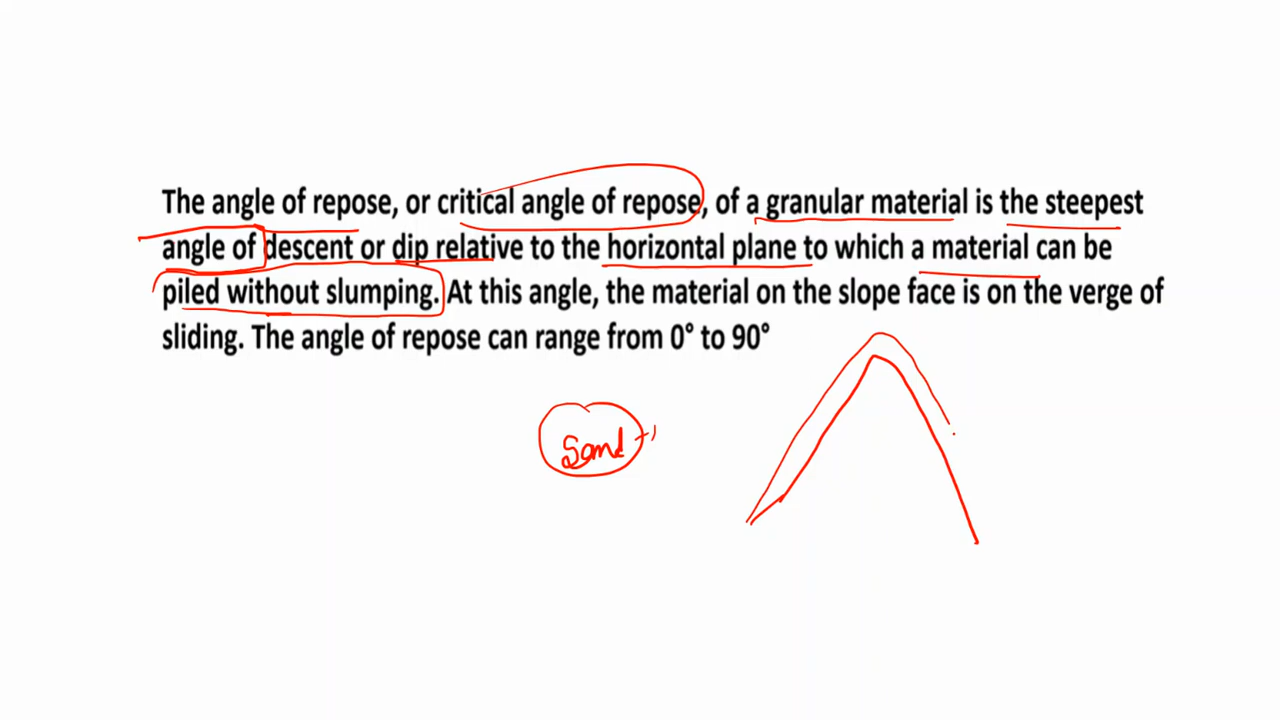 The angle of repose, or critical angle of repose, of a granular material is the steepest
angle of descent or dip relative to the horizontal plane to which a material can be
piled without slumping. At this angle, the material on the slope face is on the verge of
sliding. The angle of repose can range from 0° to 90°
Sand